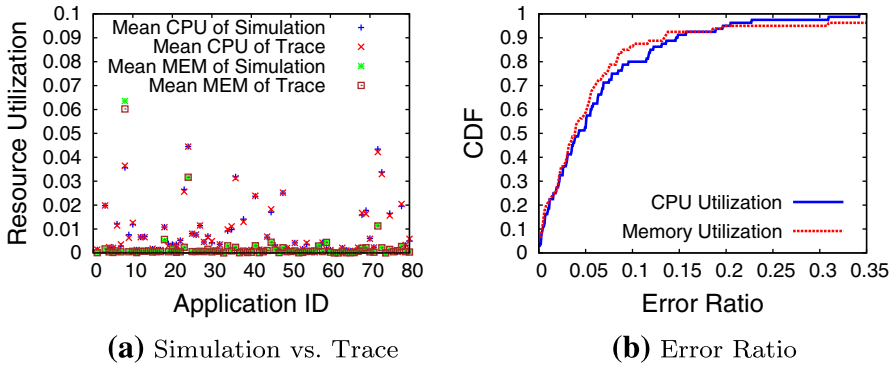 Resource Utilization
0.1
0.09
0.08
0.07
0.06
0.05
0.04
0.03
0.02
0.01
0
Mean CPU of Simulation
Mean CPU of Trace
Mean MEM of Simulation
Mean MEM of Trace
0 10 20 30 40 50 60 70 80
Application ID
(a) Simulation vs. Trace
CDF
1
0.9
0.8
0.7
0.6
0.5
0.4
0.3
0.2
0.1
0
CPU Utilization
Memory Utilization
0 0.05 0.1 0.15 0.2 0.25 0.3 0.35
Error Ratio
(b) Error Ratio